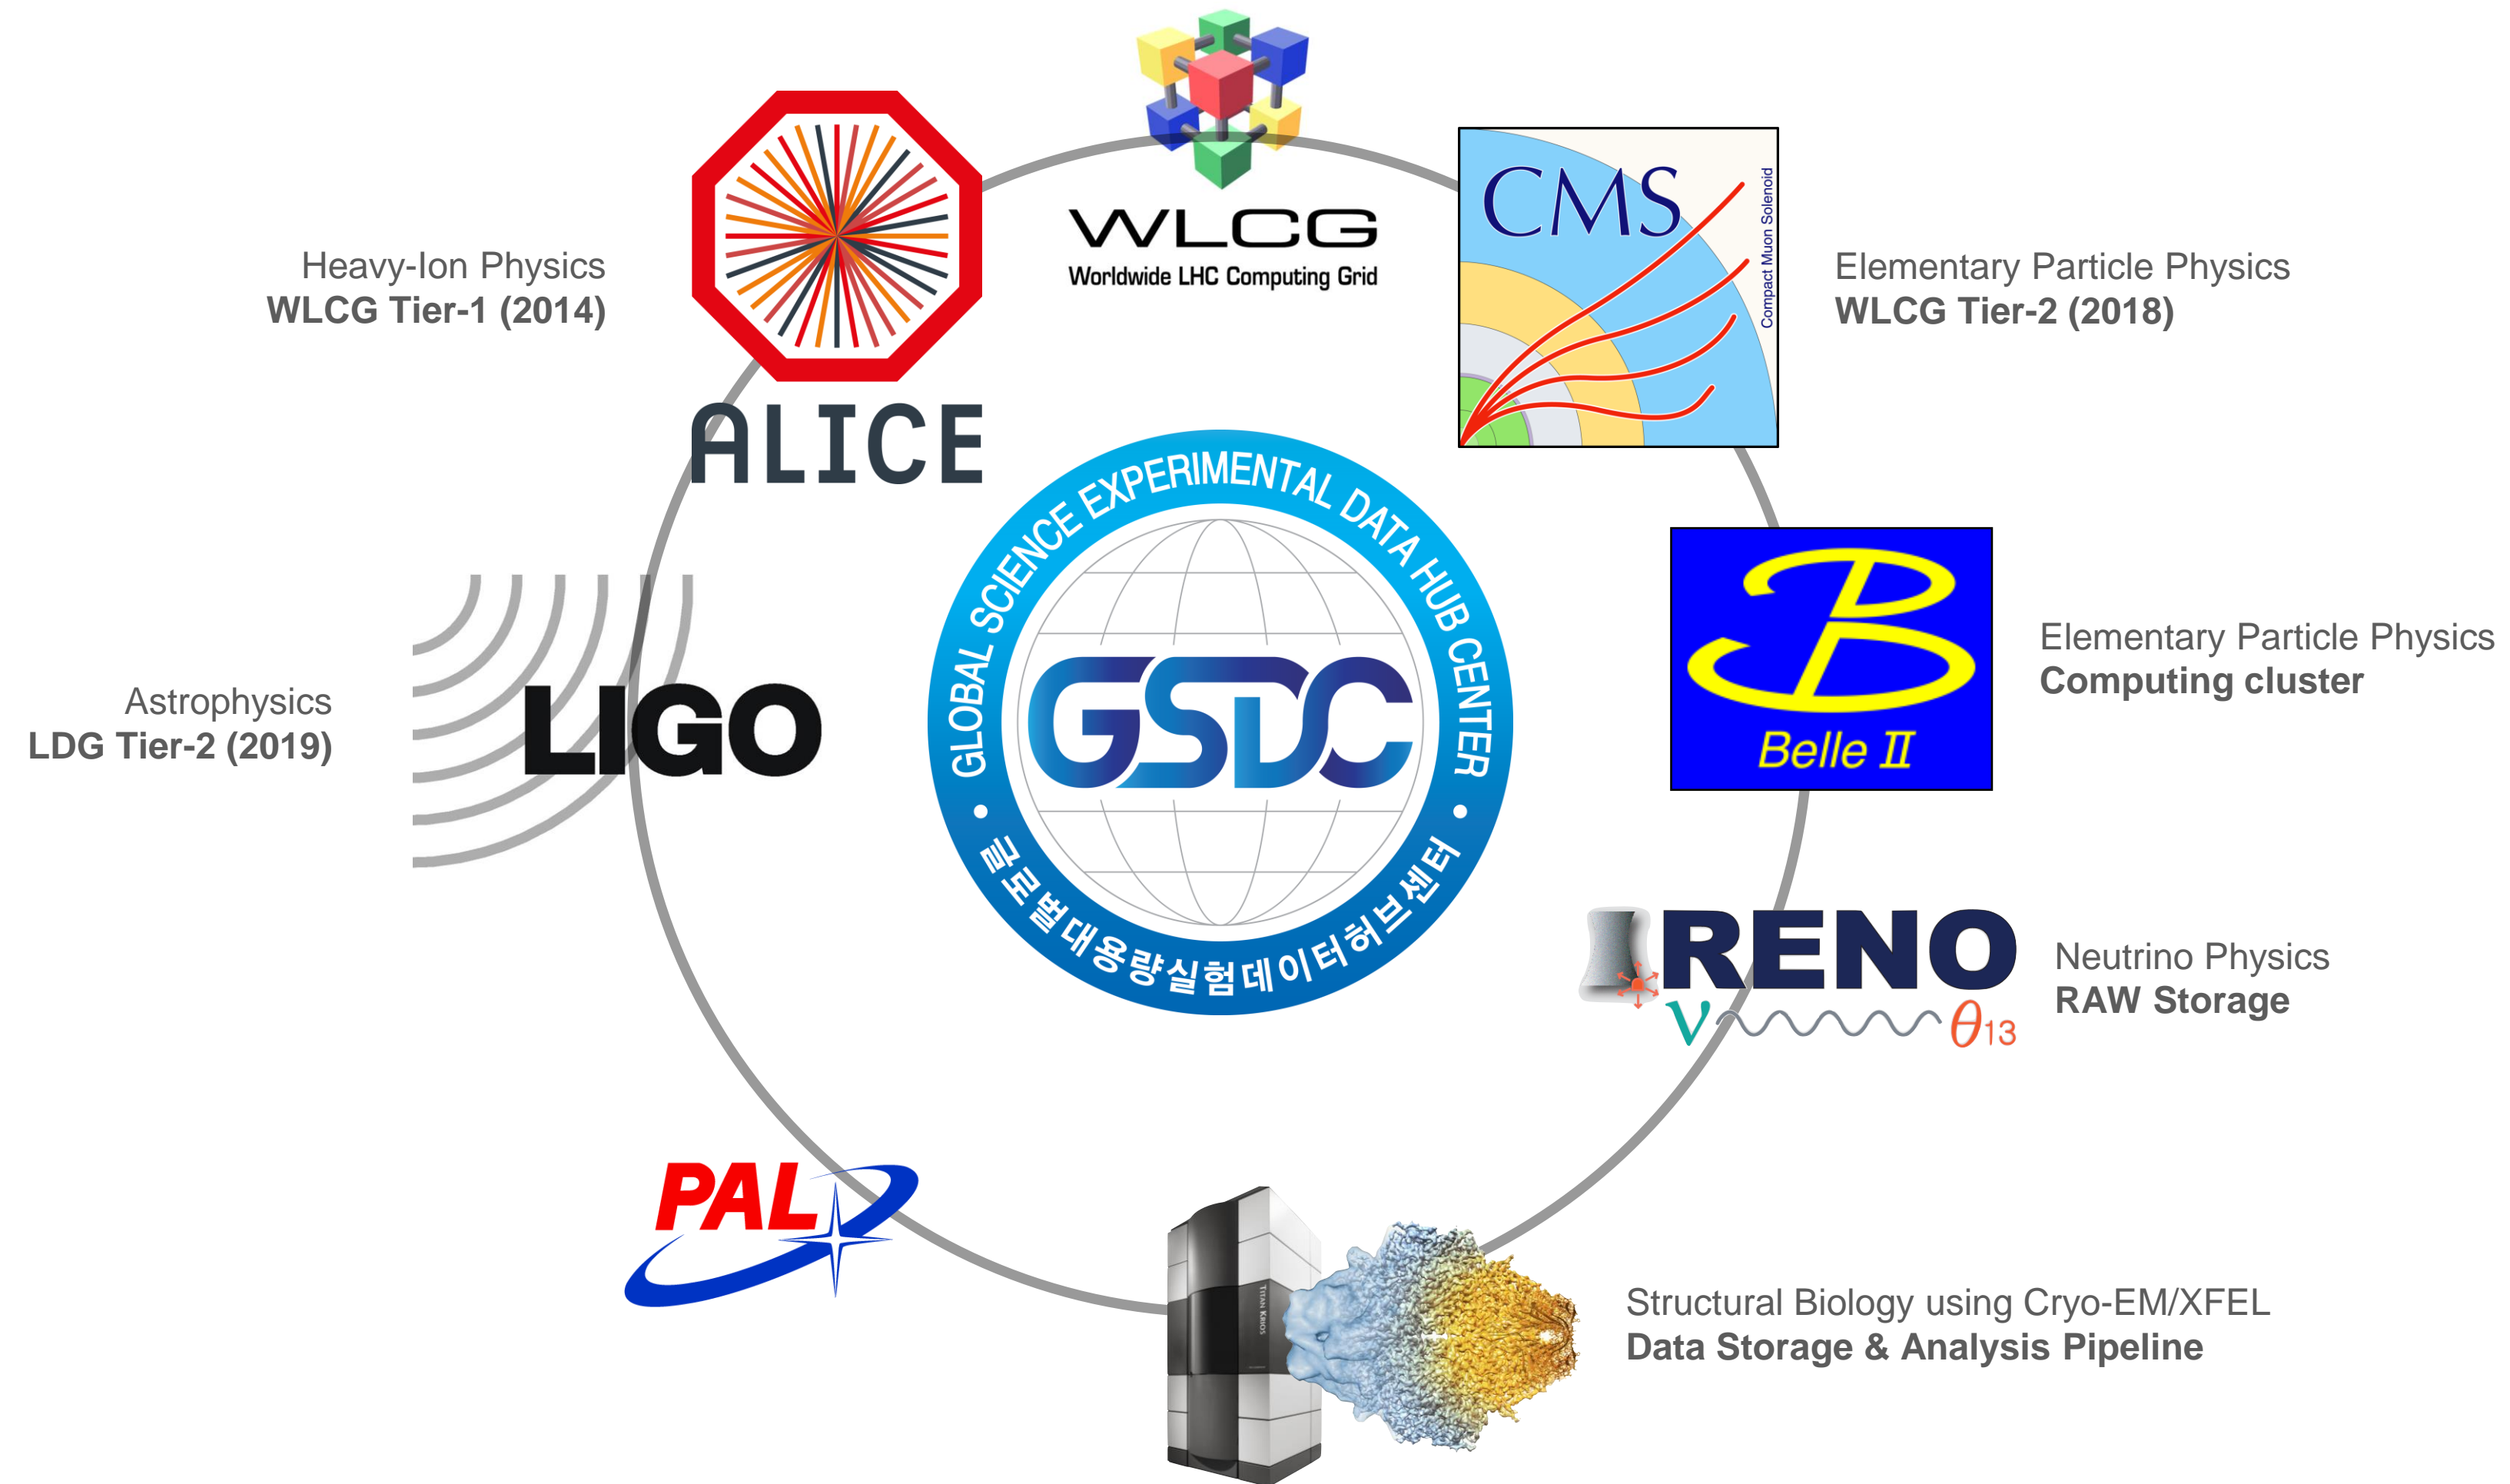 WLCG
Worldwide LHC Computing Grid
Heavy-Ion Physics
WLCG Tier-1 (2014)
ALICE
CMS
Compact Muon Solenoid
Elementary Particle Physics
WLCG Tier-2 (2018)
GLOBAL SCIENCE EXPERIMENTAL DATA HUB CENTER
GSDC
글로벌대용량실험데이터허브센터
Belle II
Elementary Particle Physics
Computing cluster
Astrophysics
LDG Tier-2 (2019)
LIGO
RENO
ν θ13
Neutrino Physics
RAW Storage
PAL
TITAN KRIOS
Structural Biology using Cryo-EM/XFEL
Data Storage & Analysis Pipeline